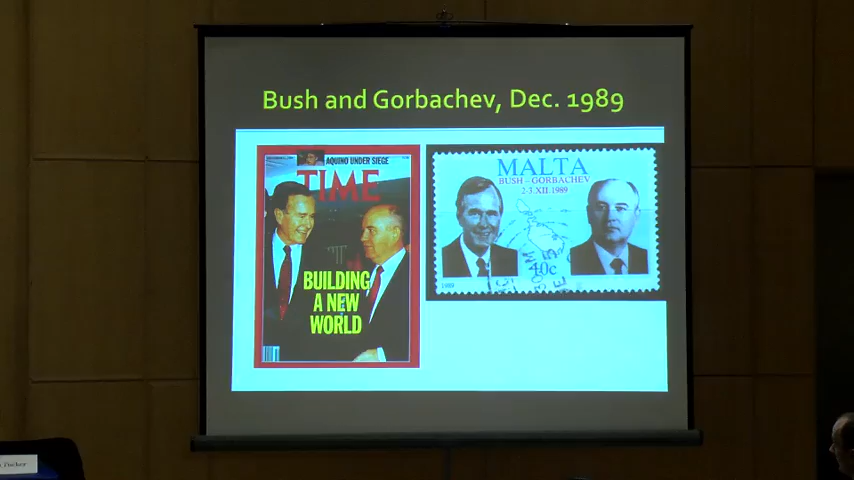 Bush and Gorbachev, Dec. 1989
AQUINO UNDER SIEGE
TIME
BUILDING
A NEW
WORLD
MALTA
BUSH - GORBACHEV
2-3.XII.1989
40c
1989